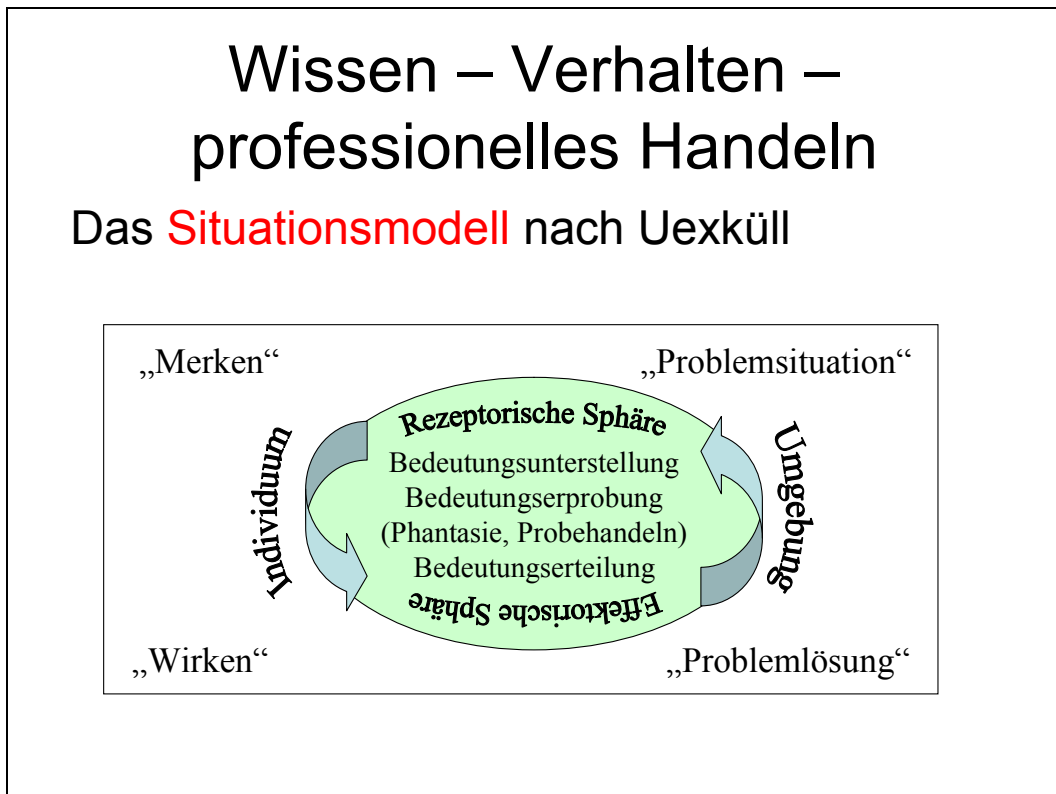 Wissen – Verhalten –
professionelles Handeln
Das Situationsmodell nach Uexküll
„Merken“
„Problemsituation“
Rezeptorische Sphäre
Individuum
Umgebung
Bedeutungsunterstellung
Bedeutungserprobung
(Phantasie, Probehandeln)
Bedeutungserteilung
Effektorische Sphäre
„Wirken“
„Problemlösung“